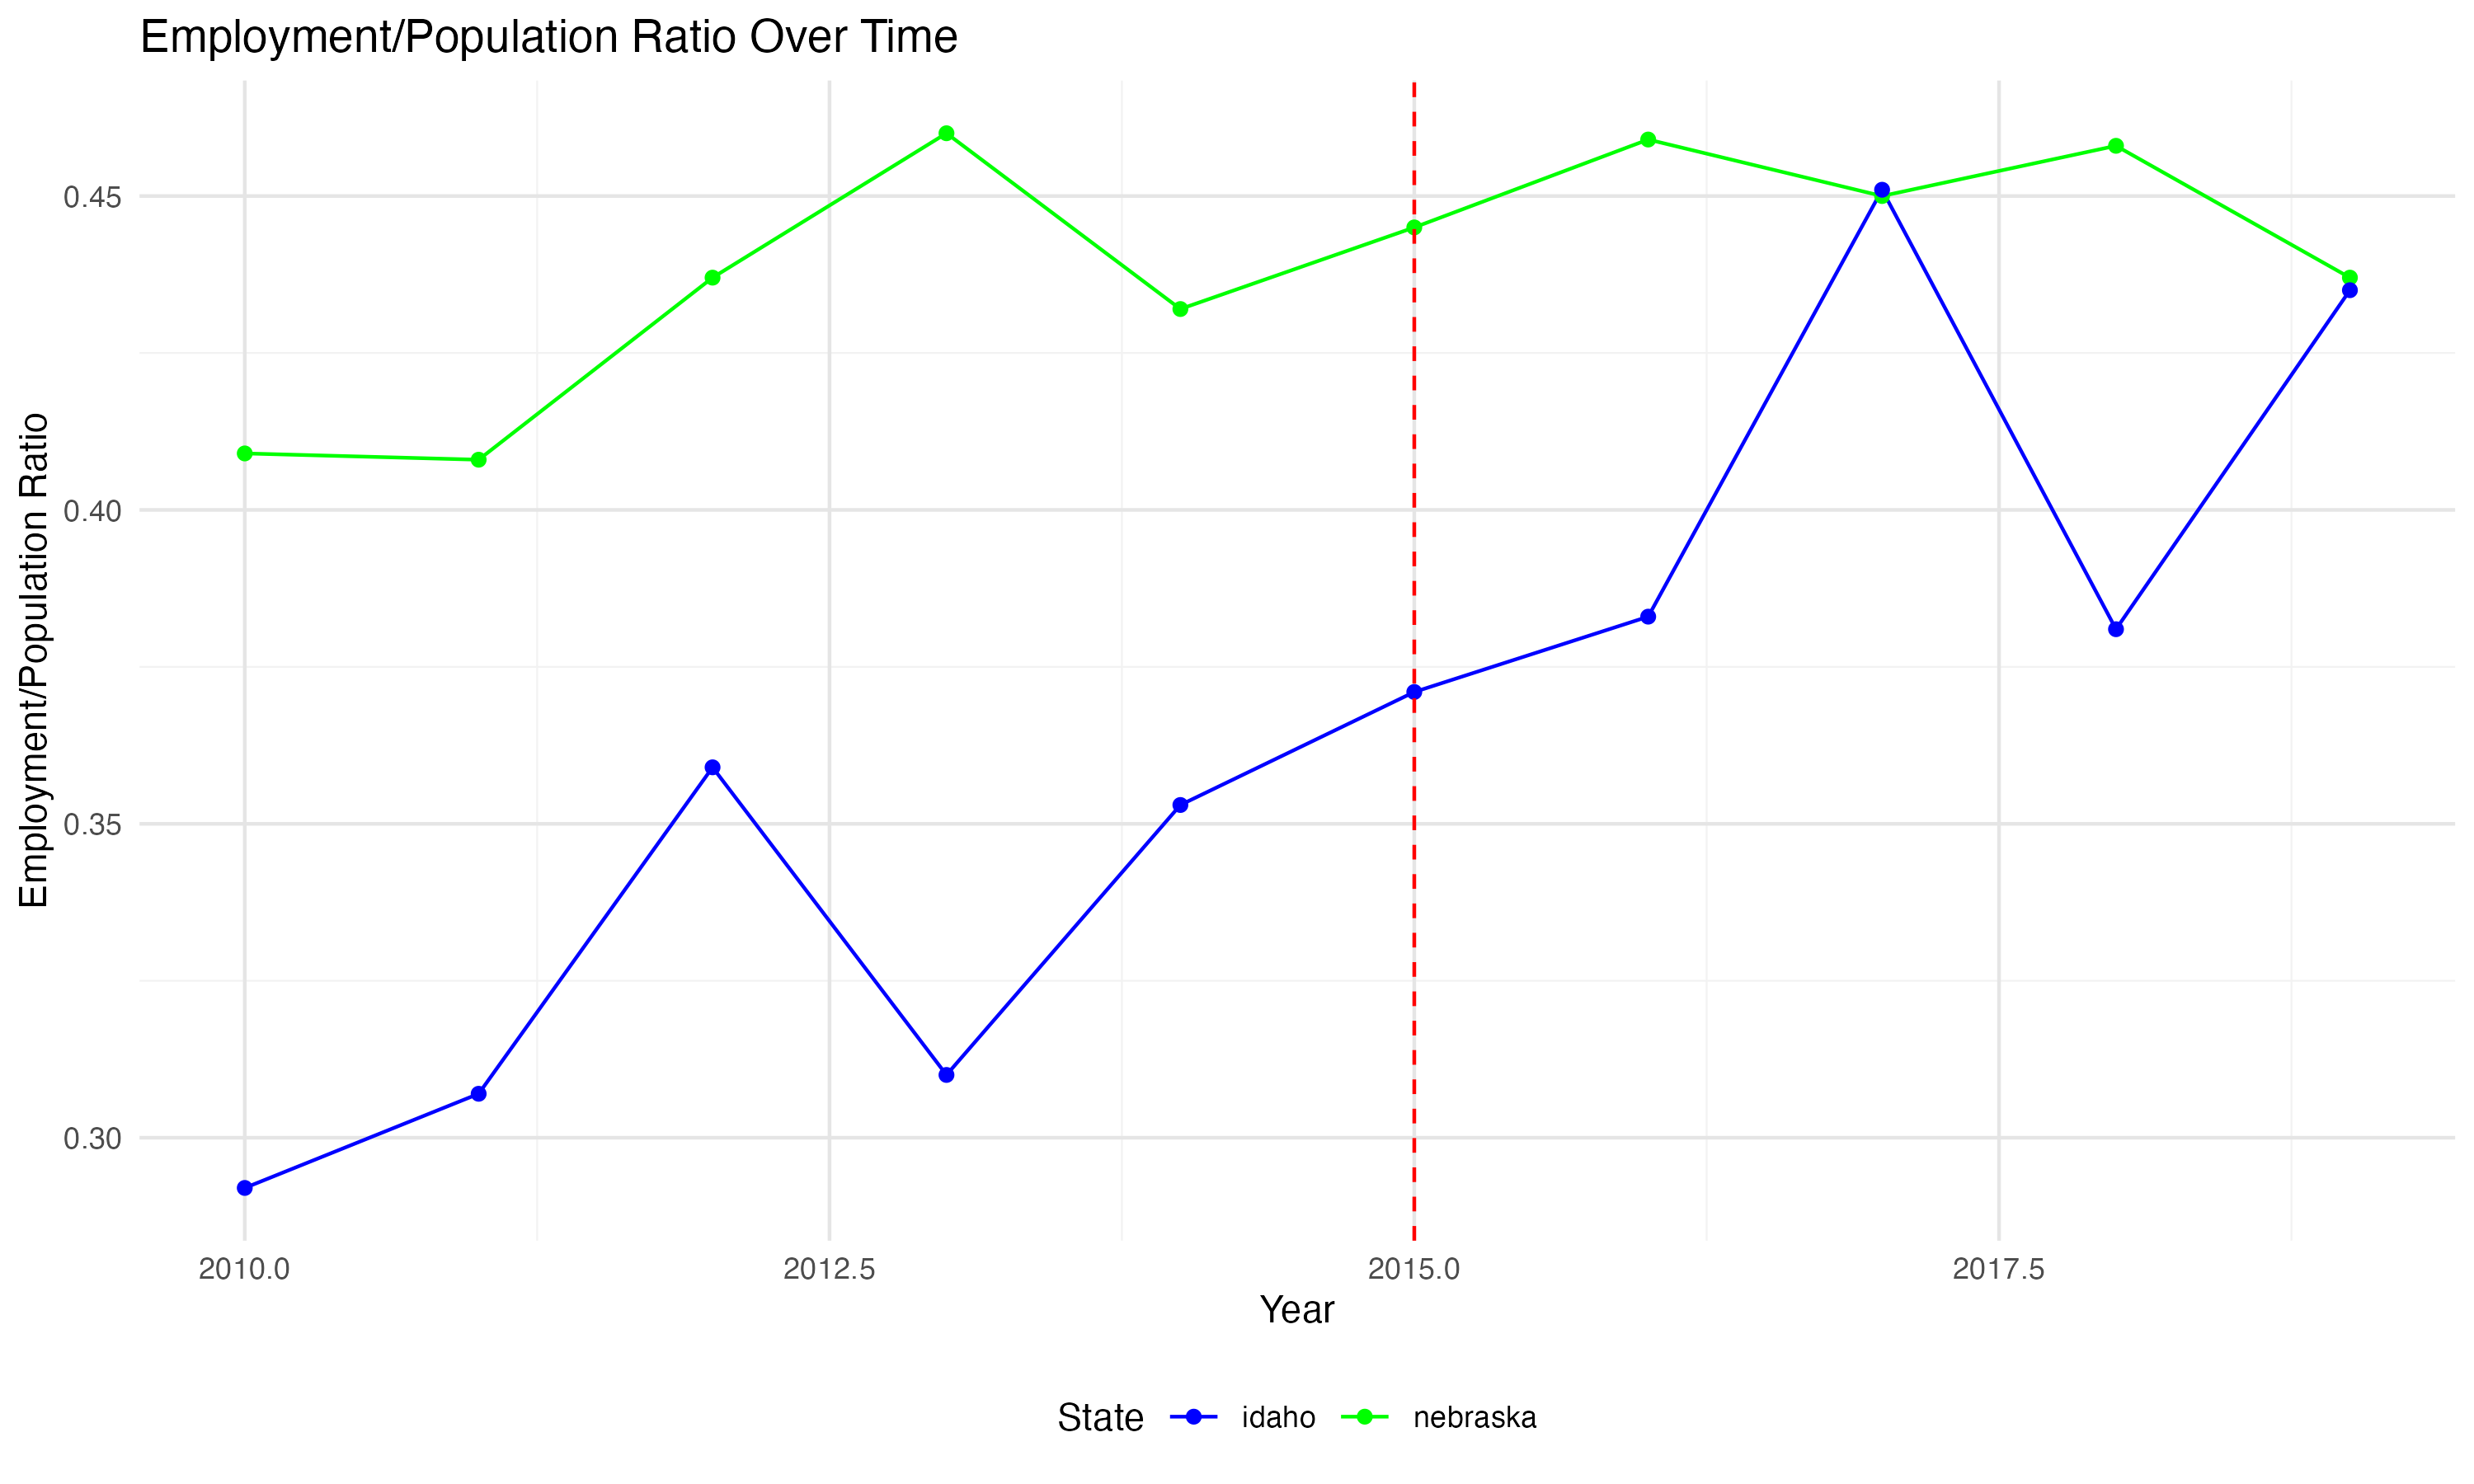 Employment/Population Ratio Over Time
Employment/Population Ratio
0.45
0.40
0.35
0.30
2010.0 2012.5 2015.0 2017.5
Year
State idaho nebraska